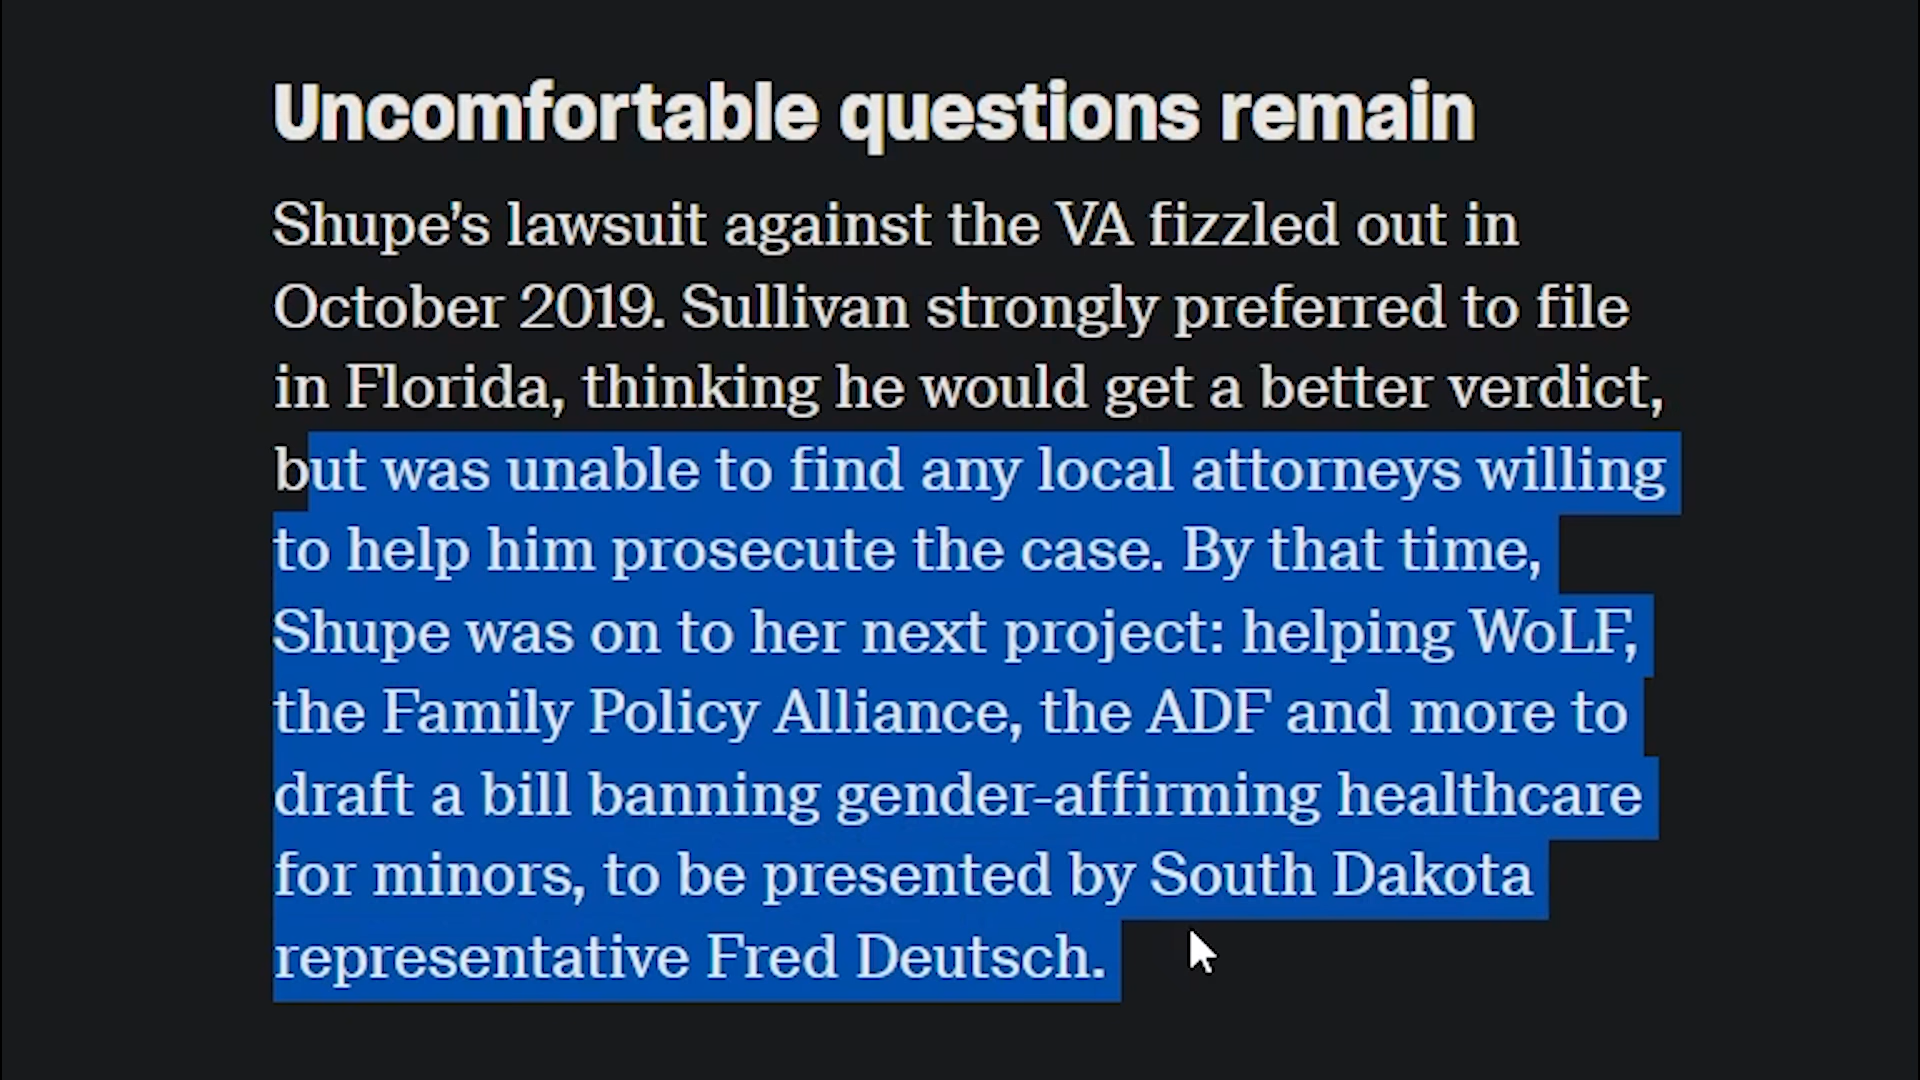 Uncomfortable questions remain
Shupe’s lawsuit against the VA fizzled out in
October 2019. Sullivan strongly preferred to file
in Florida, thinking he would get a better verdict,
but was unable to find any local attorneys willing
to help him prosecute the case. By that time,
Shupe was on to her next project: helping WoLF,
the Family Policy Alliance, the ADF and more to
draft a bill banning gender-affirming healthcare
for minors, to be presented by South Dakota
representative Fred Deutsch.